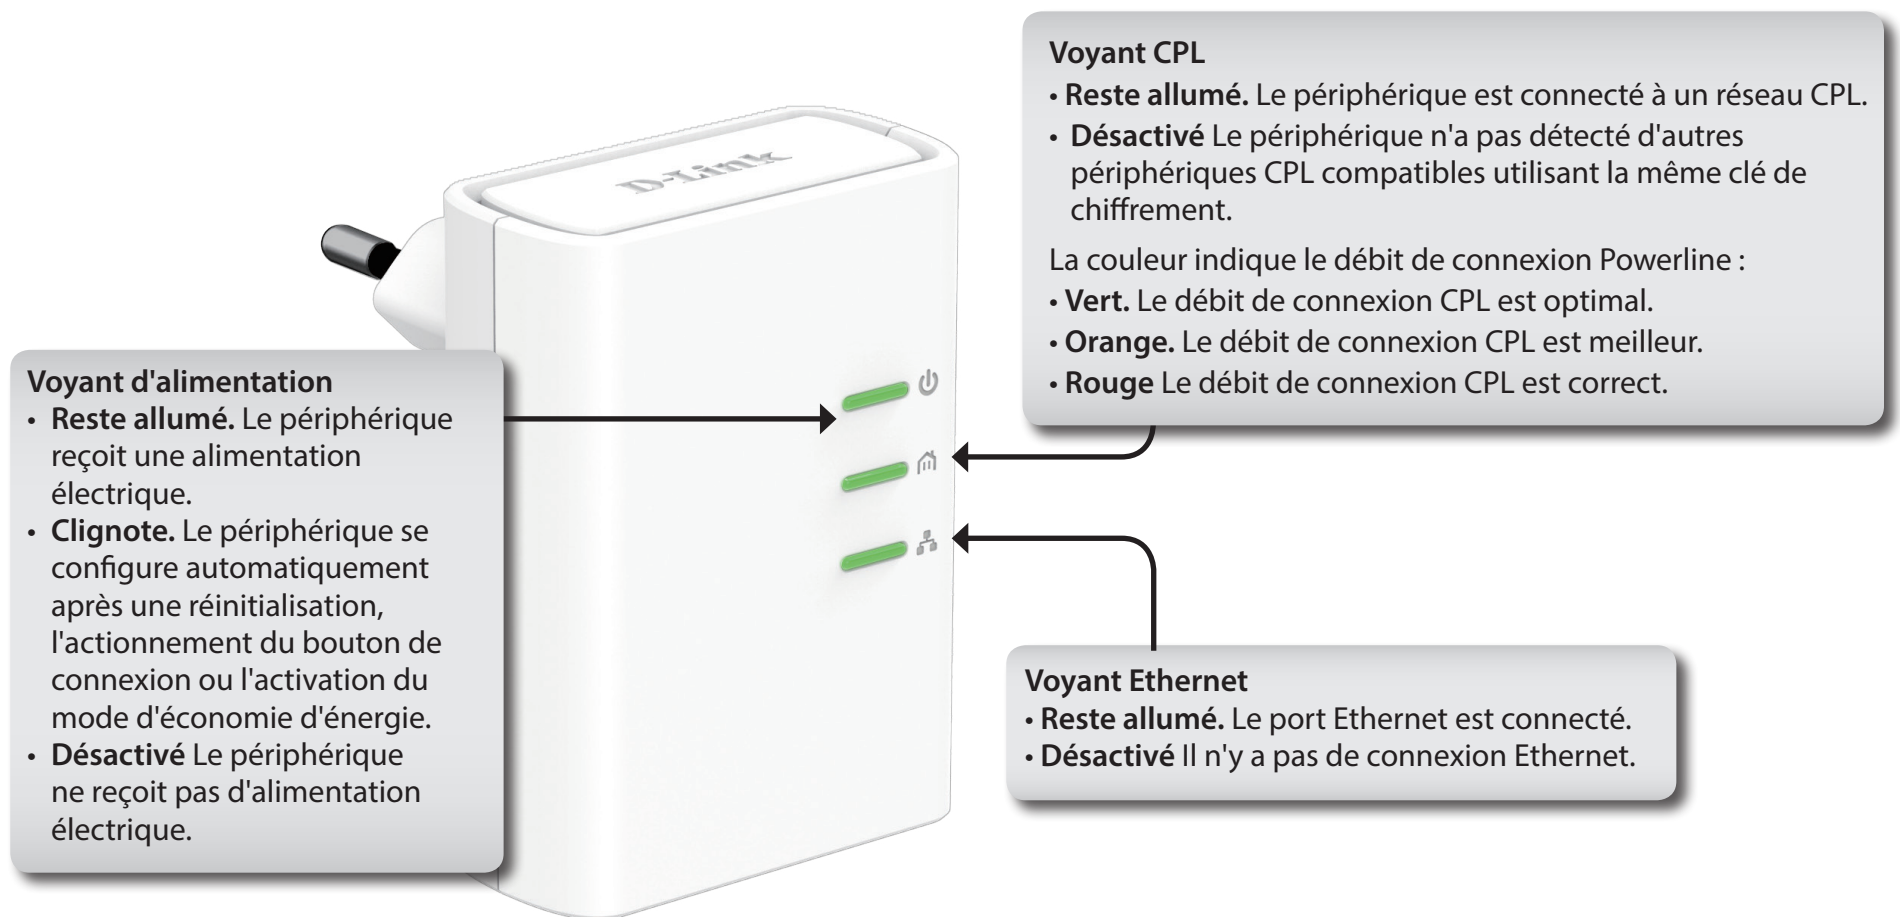 D-Link
Voyant CPL
• Reste allumé. Le périphérique est connecté à un réseau CPL.
• Désactivé Le périphérique n'a pas détecté d'autres
périphériques CPL compatibles utilisant la même clé de
chiffrement.
La couleur indique le débit de connexion Powerline :
• Vert. Le débit de connexion CPL est optimal.
• Orange. Le débit de connexion CPL est meilleur.
• Rouge Le débit de connexion CPL est correct.
Voyant d'alimentation
• Reste allumé. Le périphérique
reçoit une alimentation
électrique.
• Clignote. Le périphérique se
configure automatiquement
après une réinitialisation,
l'actionnement du bouton de
connexion ou l'activation du
mode d'économie d'énergie.
• Désactivé Le périphérique
ne reçoit pas d'alimentation
électrique.
Voyant Ethernet
• Reste allumé. Le port Ethernet est connecté.
• Désactivé Il n'y a pas de connexion Ethernet.